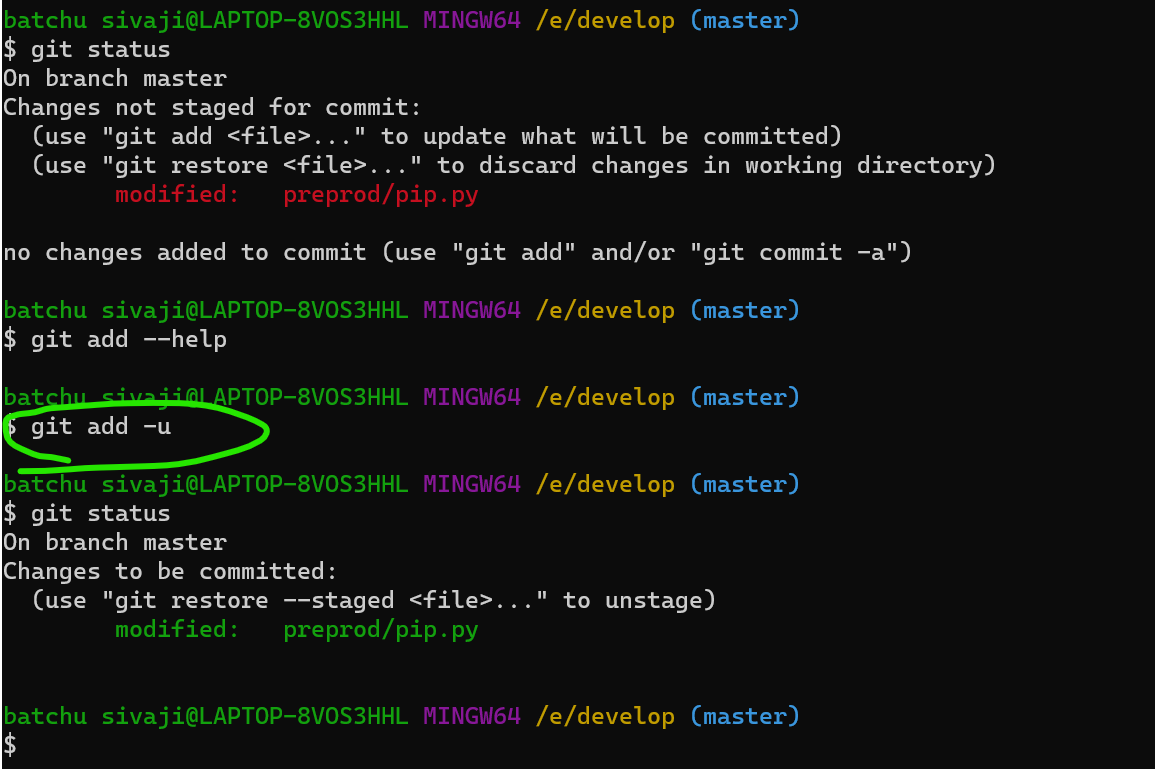 batchu sivaji@LAPTOP-8VOS3HHL MINGW64 /e/develop (master)
$ git status
On branch master
Changes not staged for commit:
  (use "git add <file>..." to update what will be committed)
  (use "git restore <file>..." to discard changes in working directory)
        modified:   preprod/pip.py

no changes added to commit (use "git add" and/or "git commit -a")

batchu sivaji@LAPTOP-8VOS3HHL MINGW64 /e/develop (master)
$ git add --help

batchu sivaji@LAPTOP-8VOS3HHL MINGW64 /e/develop (master)
$ git add -u

batchu sivaji@LAPTOP-8VOS3HHL MINGW64 /e/develop (master)
$ git status
On branch master
Changes to be committed:
  (use "git restore --staged <file>..." to unstage)
        modified:   preprod/pip.py


batchu sivaji@LAPTOP-8VOS3HHL MINGW64 /e/develop (master)
$